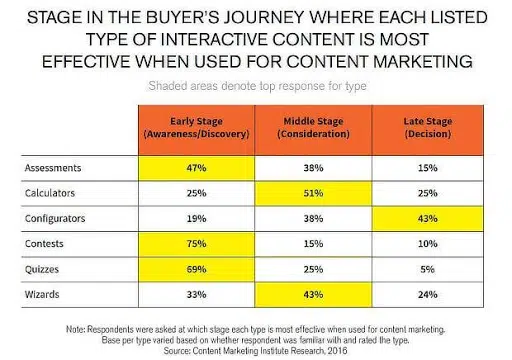 STAGE IN THE BUYER'S JOURNEY WHERE EACH LISTED
TYPE OF INTERACTIVE CONTENT IS MOST
EFFECTIVE WHEN USED FOR CONTENT MARKETING
Shaded areas denote top response for type
Early Stage (Awareness/Discovery) Middle Stage (Consideration) Late Stage (Decision)
Assessments 47% 38% 15%
Calculators 25% 51% 25%
Configurators 19% 38% 43%
Contests 75% 15% 10%
Quizzes 69% 25% 5%
Wizards 33% 43% 24%
Note: Respondents were asked at which stage each type is most effective when used for content marketing.
Base per type varied based on whether respondent was familiar with and rated the type.
Source: Content Marketing Institute Research, 2016